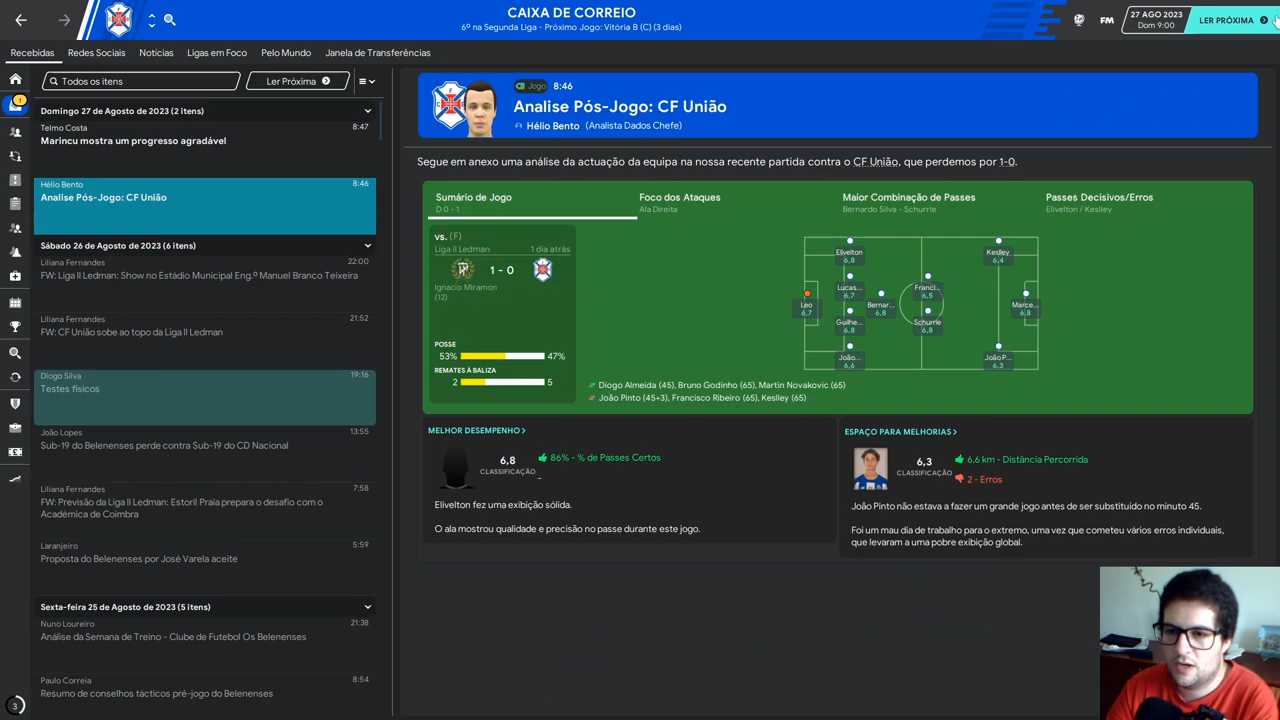 CAIXA DE CORREIO
6º na Segunda Liga - Próximo Jogo: Vitória B (C) (3 dias)
FM
27 AGO 2023
Dom 9:00
LER PRÓXIMA
Recebidas
Redes Sociais
Notícias
Ligas em Foco
Pelo Mundo
Janela de Transferências
Todos os itens
Ler Próxima
1
Domingo 27 de Agosto de 2023 (2 itens)
Telmo Costa 8:47
Marincu mostra um progresso agradável
Hélio Bento 8:46
Analise Pós-Jogo: CF União
Sábado 26 de Agosto de 2023 (6 itens)
Liliana Fernandes 22:00
FW: Liga II Ledman: Show no Estádio Municipal Eng.º Manuel Branco Teixeira
Liliana Fernandes 21:52
FW: CF União sobe ao topo da Liga II Ledman
Diogo Silva 19:16
Testes físicos
João Lopes 13:55
Sub-19 do Belenenses perde contra Sub-19 do CD Nacional
Liliana Fernandes 7:58
FW: Previsão da Liga II Ledman: Estoril Praia prepara o desafio com o
Académica de Coimbra
Laranjeiro 5:59
Proposta do Belenenses por José Varela aceite
Sexta-feira 25 de Agosto de 2023 (5 itens)
Nuno Loureiro 21:38
Análise da Semana de Treino - Clube de Futebol Os Belenenses
Paulo Correia 8:54
Resumo de conselhos tácticos pré-jogo do Belenenses
3
Jogo 8:46
Analise Pós-Jogo: CF União
Hélio Bento (Analista Dados Chefe)
Segue em anexo uma análise da actuação da equipa na nossa recente partida contra o CF União, que perdemos por 1-0.
Sumário de Jogo
D 0 - 1
Foco dos Ataques
Ala Direita
Maior Combinação de Passes
Bernardo Silva - Schurrle
Passes Decisivos/Erros
Elivelton / Keslley
vs. (F)
Liga II Ledman 1 dia atrás
1 - 0
Ignacio Miramon
(12)
POSSE
53% 47%
REMATES À BALIZA
2 5
Elivelton
6,8
Keslley
6,4
Lucas...
6,7
Franci...
6,5
Leo
6,7
Bernar...
6,8
Marce...
6,8
Guilhe...
6,8
Schurrle
6,8
João...
6,6
João P...
6,3
Diogo Almeida (45), Bruno Godinho (65), Martin Novakovic (65)
João Pinto (45+3), Francisco Ribeiro (65), Keslley (65)
MELHOR DESEMPENHO >
6,8
CLASSIFICAÇÃO
86% - % de Passes Certos
-
Elivelton fez uma exibição sólida.
O ala mostrou qualidade e precisão no passe durante este jogo.
ESPAÇO PARA MELHORIAS >
6,3
CLASSIFICAÇÃO
6,6 km - Distância Percorrida
2 - Erros
João Pinto não estava a fazer um grande jogo antes de ser substituído no minuto 45.
Foi um mau dia de trabalho para o extremo, uma vez que cometeu vários erros individuais,
que levaram a uma pobre exibição global.